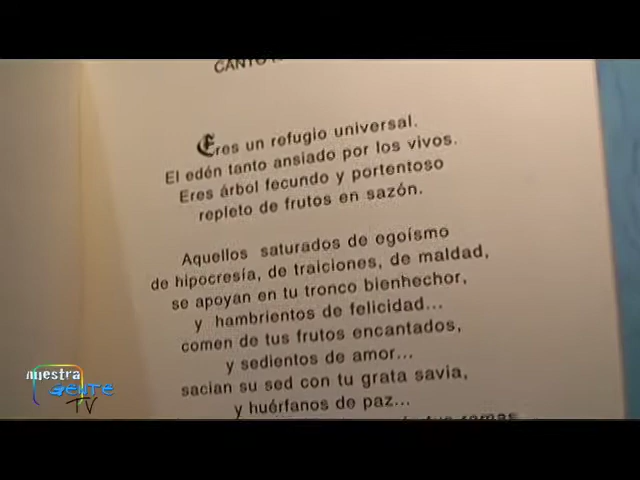 CANTO
Eres un refugio universal.
El edén tanto ansiado por los vivos.
Eres árbol fecundo y portentoso
repleto de frutos en sazón.
Aquellos saturados de egoísmo
de hipocresía, de traiciones, de maldad,
se apoyan en tu tronco bienhechor,
y hambrientos de felicidad...
comen de tus frutos encantados,
y sedientos de amor...
sacian su sed con tu grata savia,
y huérfanos de paz...
tus ramas
nuestra
GENTE
TV